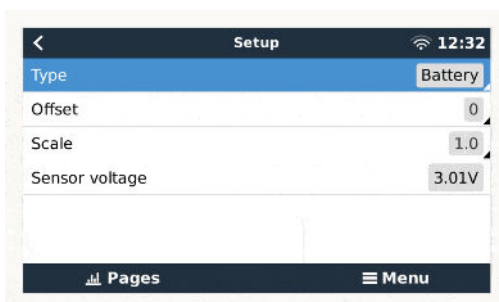 Setup 12:32
Type Battery
Offset 0
Scale 1.0
Sensor voltage 3.01V
Pages Menu